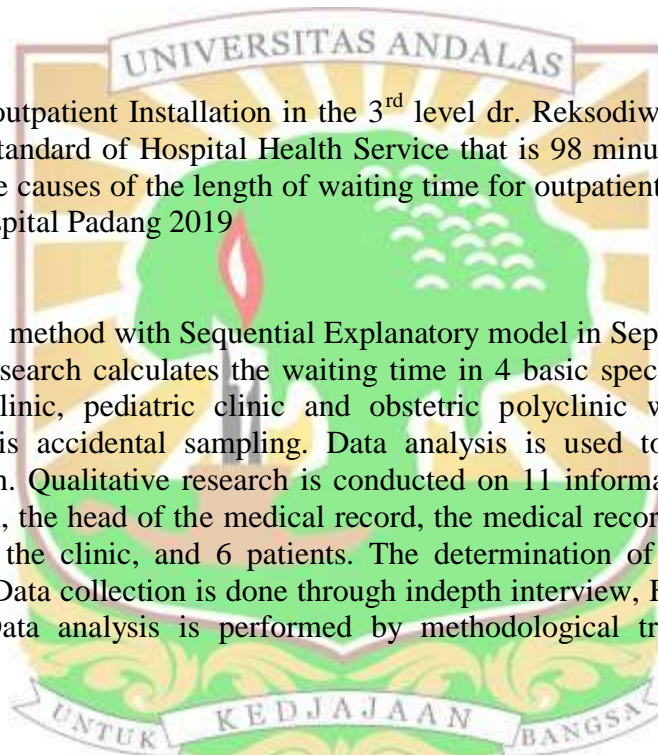 UNIVERSITAS ANDALAS
outpatient Installation in the 3rd level dr. Reksodiw
tandard of Hospital Health Service that is 98 minu
e causes of the length of waiting time for outpatient
spital Padang 2019
method with Sequential Explanatory model in Sep
search calculates the waiting time in 4 basic spec
linic, pediatric clinic and obstetric polyclinic w
is accidental sampling. Data analysis is used to
n. Qualitative research is conducted on 11 informa
, the head of the medical record, the medical recor
the clinic, and 6 patients. The determination of
Data collection is done through indepth interview, F
Data analysis is performed by methodological tr
UNTUK KEDJAJAAN BANGSA